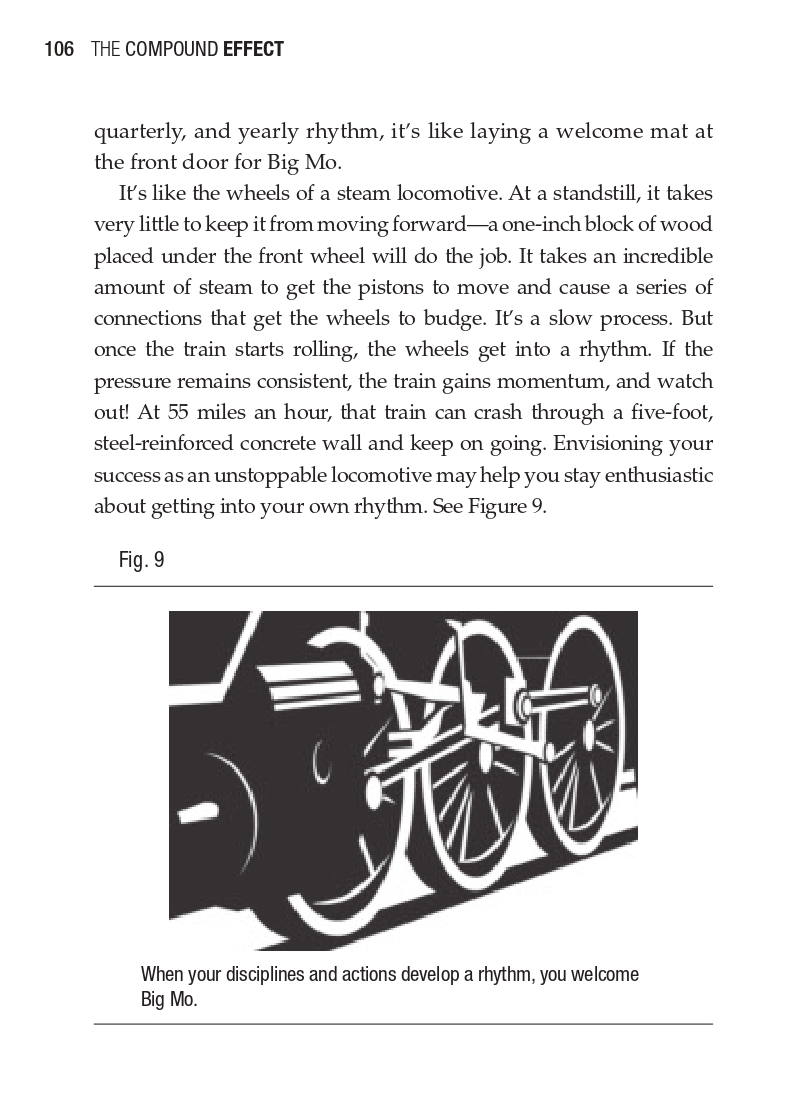 106 THE COMPOUND EFFECT
quarterly, and yearly rhythm, it’s like laying a welcome mat at
the front door for Big Mo.
It’s like the wheels of a steam locomotive. At a standstill, it takes
very little to keep it from moving forward—a one-inch block of wood
placed under the front wheel will do the job. It takes an incredible
amount of steam to get the pistons to move and cause a series of
connections that get the wheels to budge. It’s a slow process. But
once the train starts rolling, the wheels get into a rhythm. If the
pressure remains consistent, the train gains momentum, and watch
out! At 55 miles an hour, that train can crash through a five-foot,
steel-reinforced concrete wall and keep on going. Envisioning your
success as an unstoppable locomotive may help you stay enthusiastic
about getting into your own rhythm. See Figure 9.
Fig. 9
When your disciplines and actions develop a rhythm, you welcome
Big Mo.